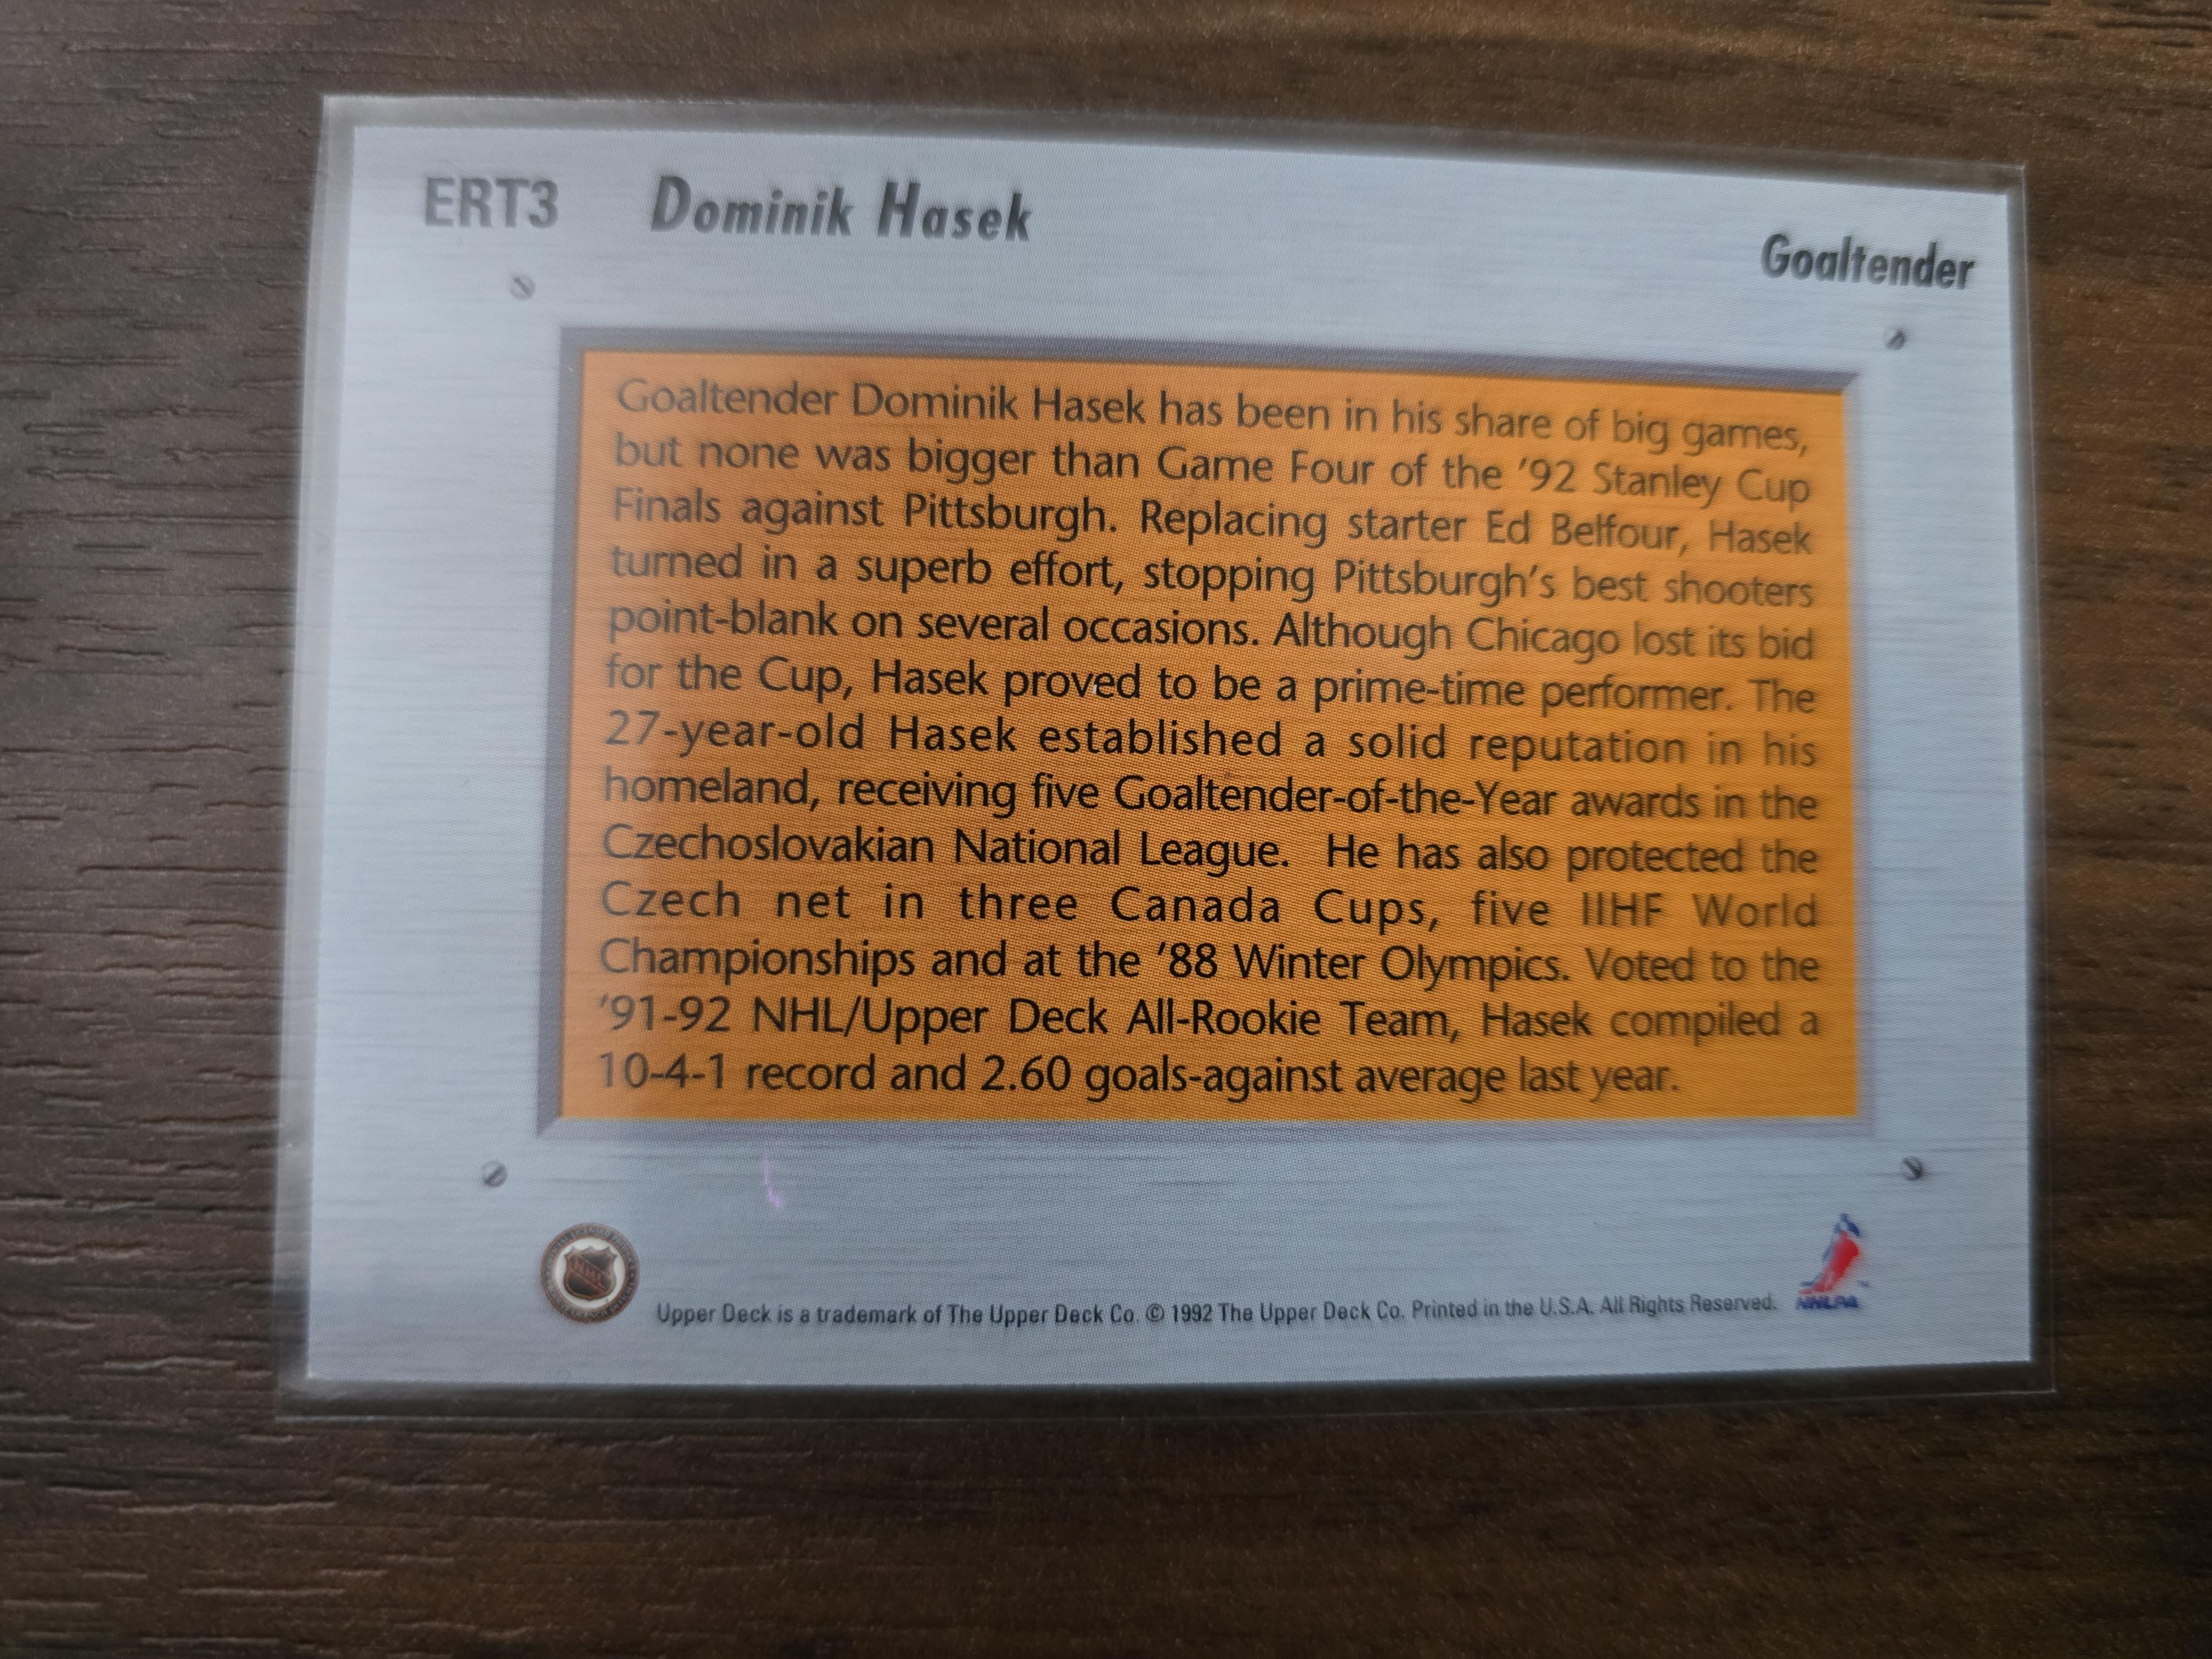 ERT3 Dominik Hasek Goaltender
Goaltender Dominik Hasek has been in his share of big games,
but none was bigger than Game Four of the '92 Stanley Cup
Finals against Pittsburgh. Replacing starter Ed Belfour, Hasek
turned in a superb effort, stopping Pittsburgh's best shooters
point-blank on several occasions. Although Chicago lost its bid
for the Cup, Hasek proved to be a prime-time performer. The
27-year-old Hasek established a solid reputation in his
homeland, receiving five Goaltender-of-the-Year awards in the
Czechoslovakian National League. He has also protected the
Czech net in three Canada Cups, five IIHF World
Championships and at the '88 Winter Olympics. Voted to the
'91-92 NHL/Upper Deck All-Rookie Team, Hasek compiled a
10-4-1 record and 2.60 goals-against average last year.
NHL
Upper Deck is a trademark of The Upper Deck Co. © 1992 The Upper Deck Co. Printed in the U.S.A. All Rights Reserved.
NHLPA